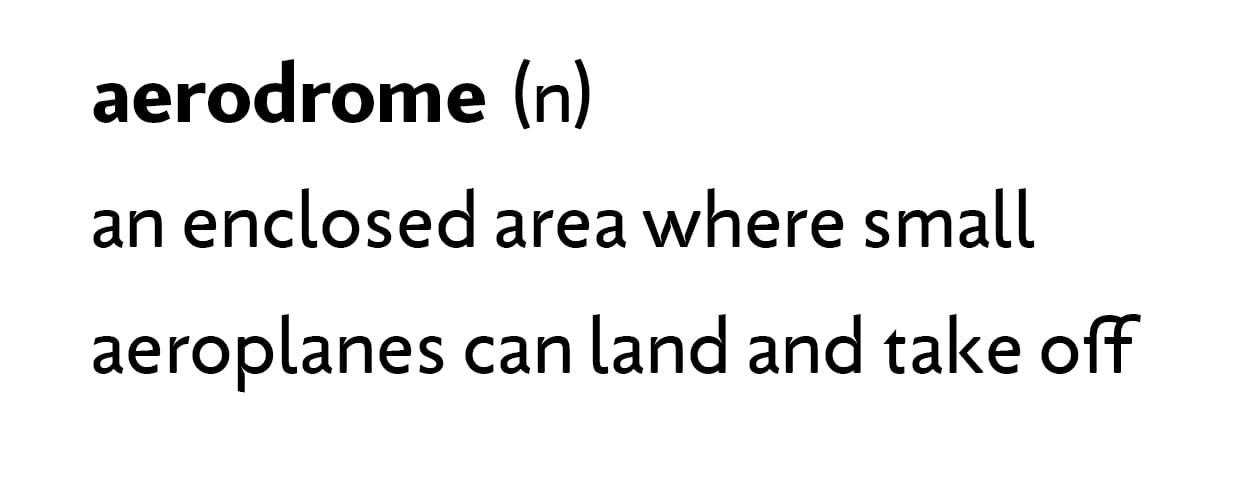 aerodrome (n)
an enclosed area where small
aeroplanes can land and take off